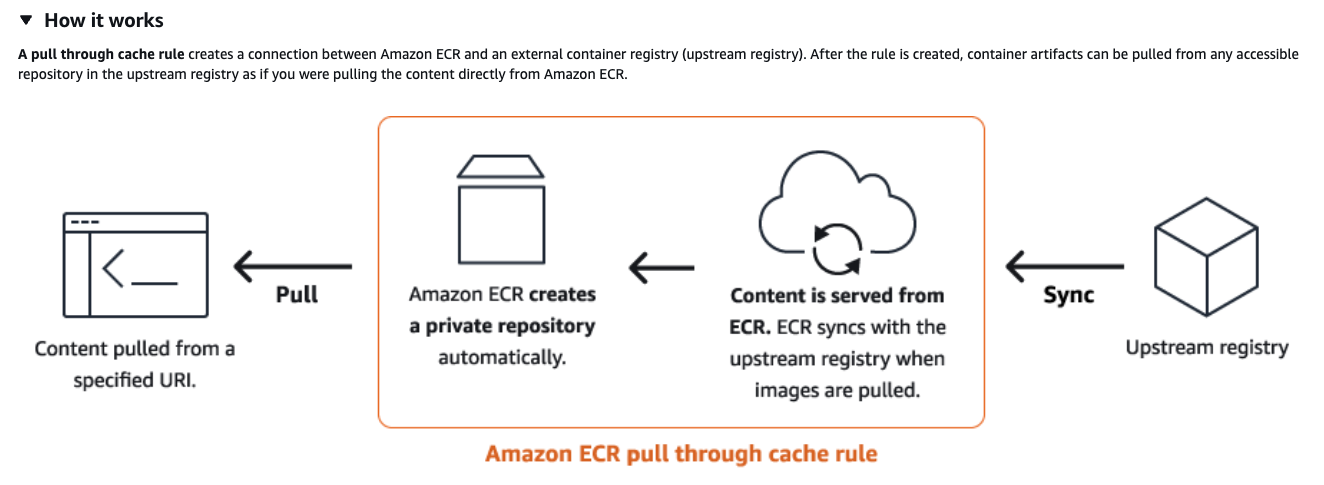 ▼ How it works
A pull through cache rule creates a connection between Amazon ECR and an external container registry (upstream registry). After the rule is created, container artifacts can be pulled from any accessible
repository in the upstream registry as if you were pulling the content directly from Amazon ECR.
Pull
Content pulled from a
specified URI.
Amazon ECR creates
a private repository
automatically.
Content is served from
ECR. ECR syncs with the
upstream registry when
images are pulled.
Sync
Upstream registry
Amazon ECR pull through cache rule